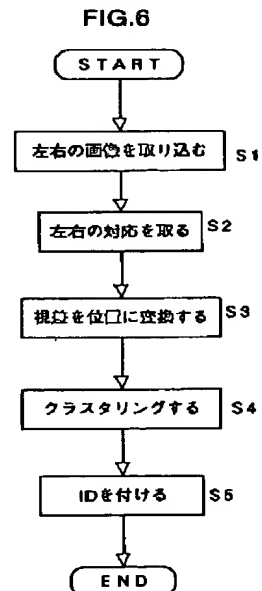 FIG.6
START
左右の画像を取り込む S1
左右の対応を取る S2
視差を位置に変換する S3
クラスタリングする S4
IDを付ける S5
END